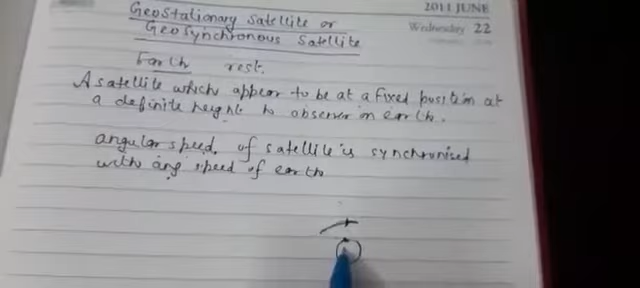 2011 JUNE
Wednesday 22
Geostationary Satellite or
Geosynchronous Satellite
Earth rest.
A satellite which appear to be at a fixed position at
a definite height to observer in earth.
angular speed of satellite is synchronised
with ang speed of earth